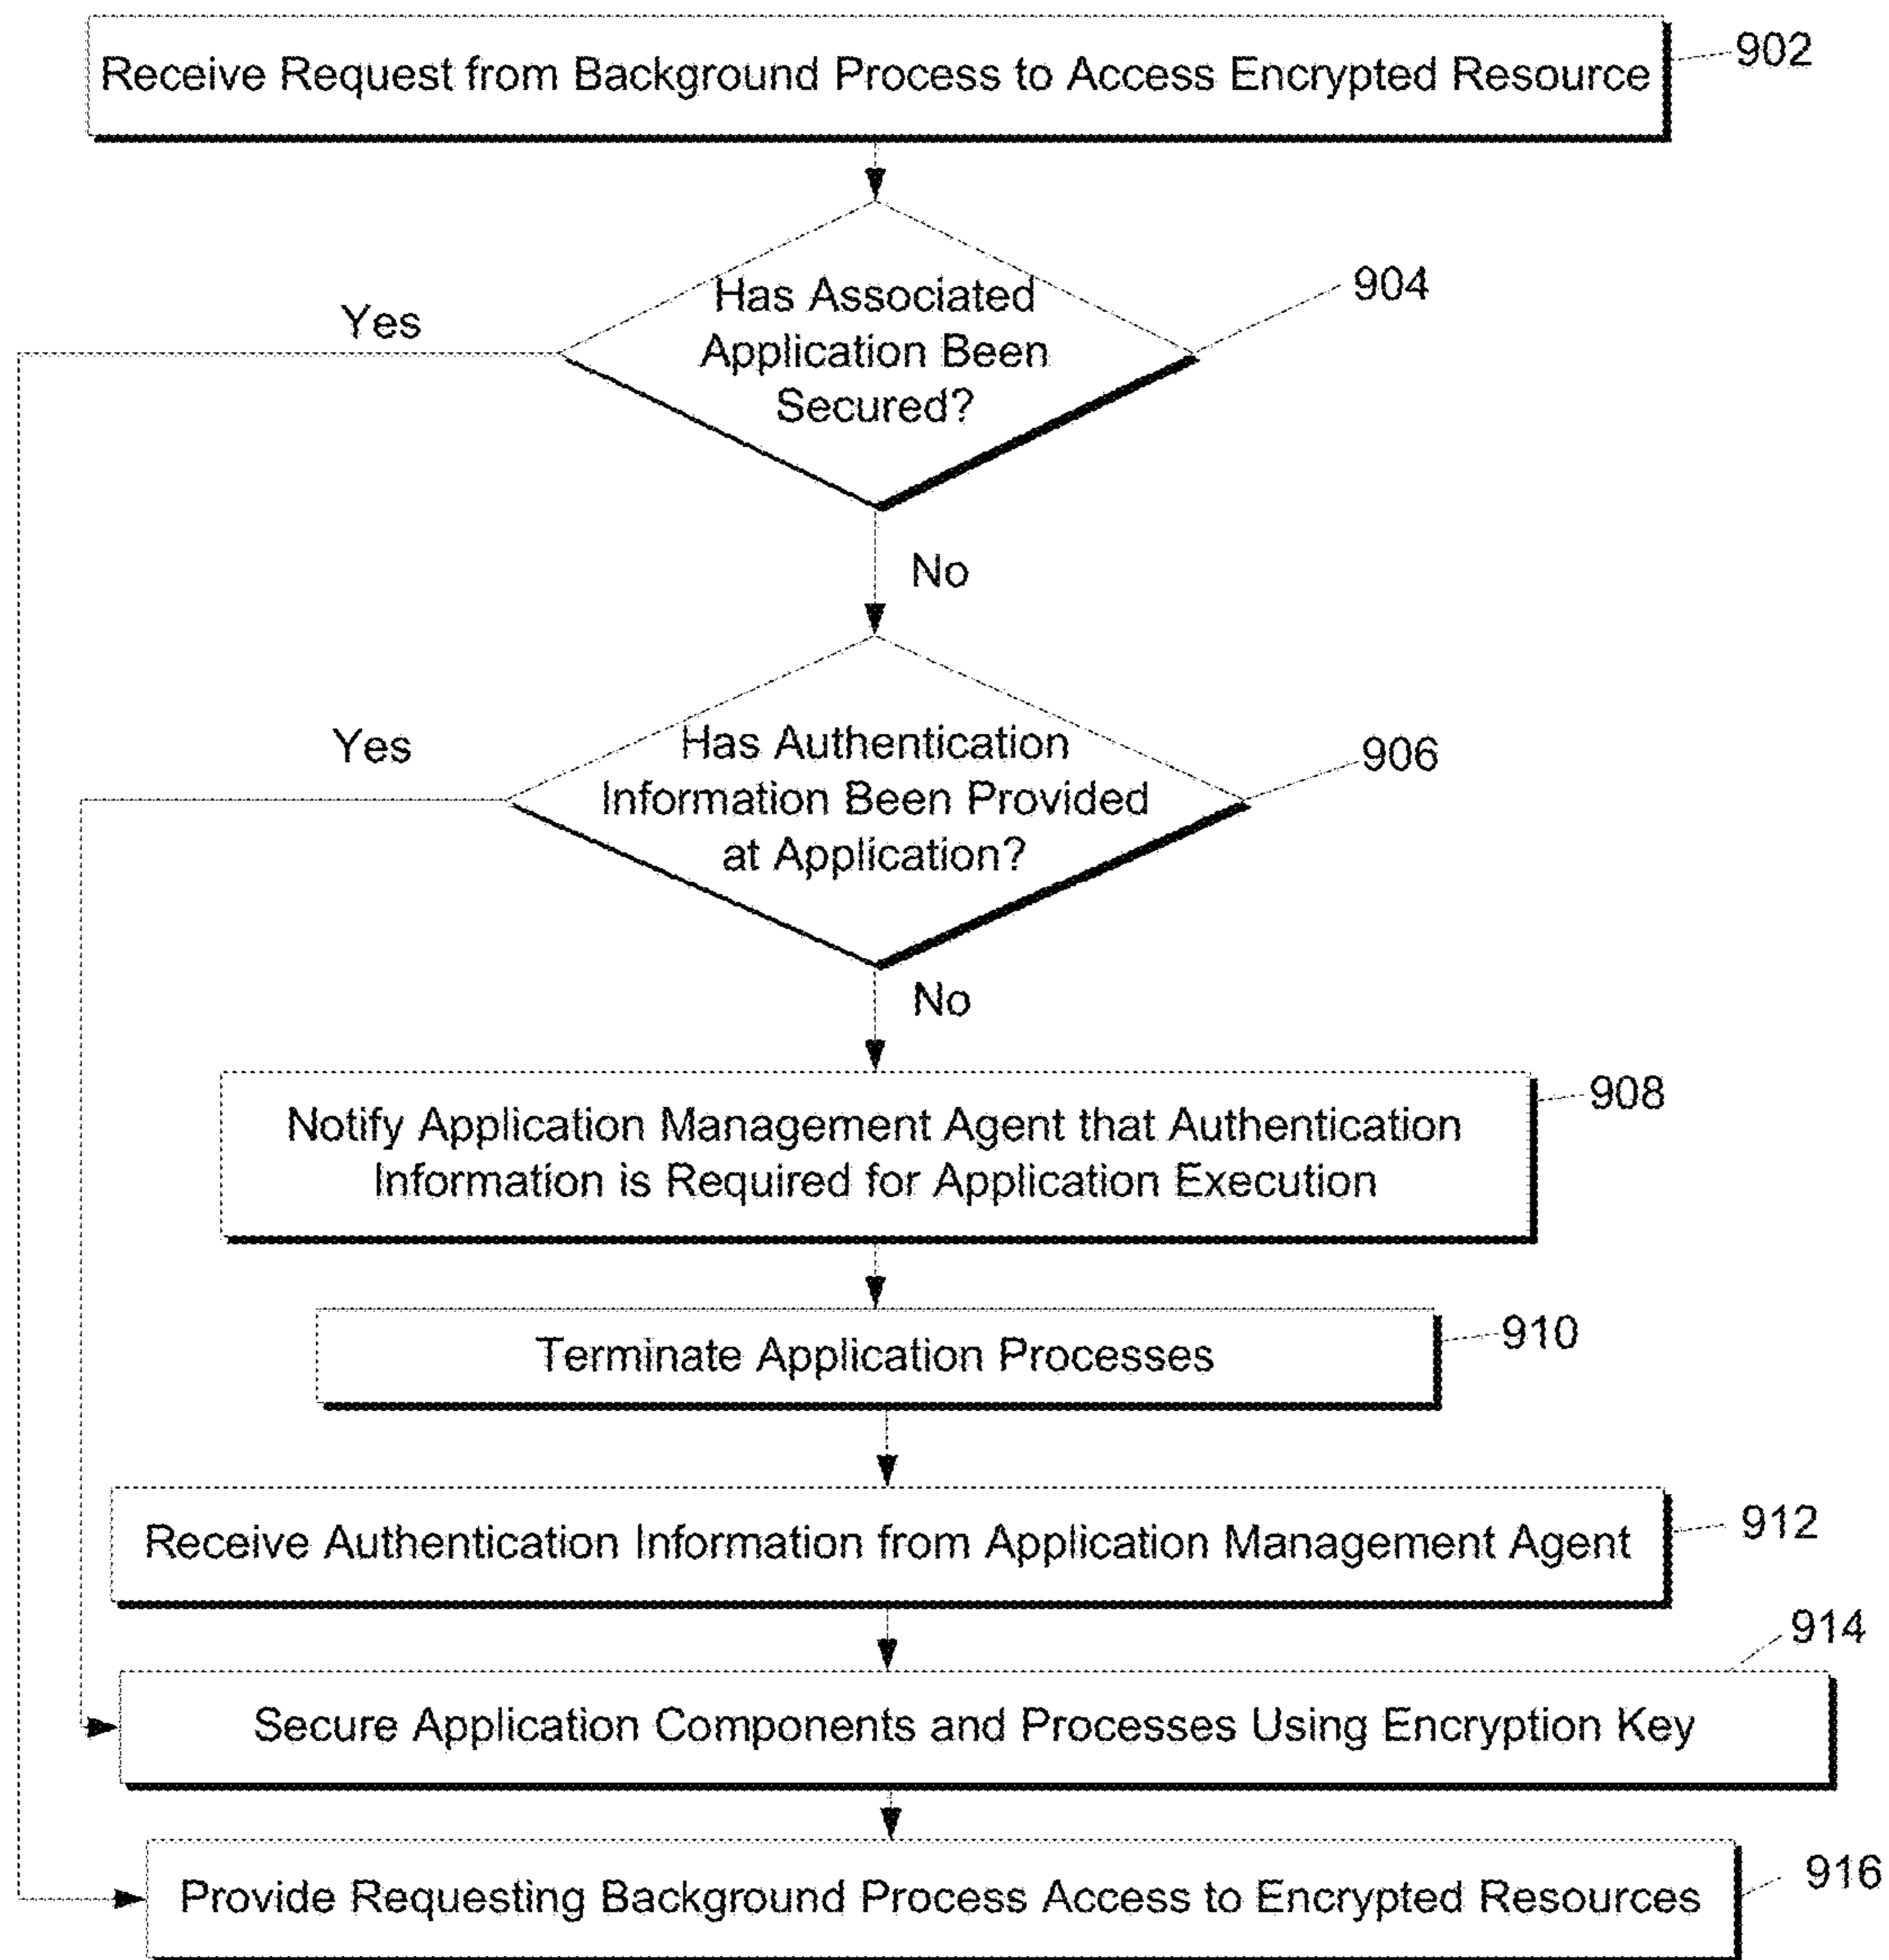 Receive Request from Background Process to Access Encrypted Resource
902
Has Associated
Application Been
Secured?
904
Yes
No
Has Authentication
Information Been Provided
at Application?
906
Yes
No
Notify Application Management Agent that Authentication
Information is Required for Application Execution
908
Terminate Application Processes
910
Receive Authentication Information from Application Management Agent
912
Secure Application Components and Processes Using Encryption Key
914
Provide Requesting Background Process Access to Encrypted Resources
916